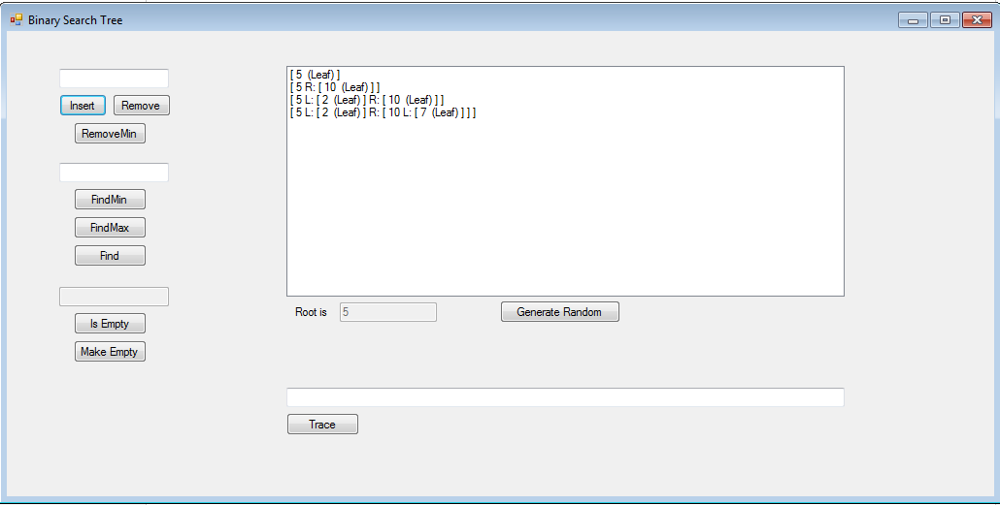 Binary Search Tree
Insert Remove
RemoveMin
FindMin
FindMax
Find
Is Empty
Make Empty
[ 5 (Leaf) ]
[ 5 R: [ 10 (Leaf) ] ]
[ 5 L: [ 2 (Leaf) ] R: [ 10 (Leaf) ] ]
[ 5 L: [ 2 (Leaf) ] R: [ 10 L: [ 7 (Leaf) ] ] ]
Root is 5 Generate Random
Trace